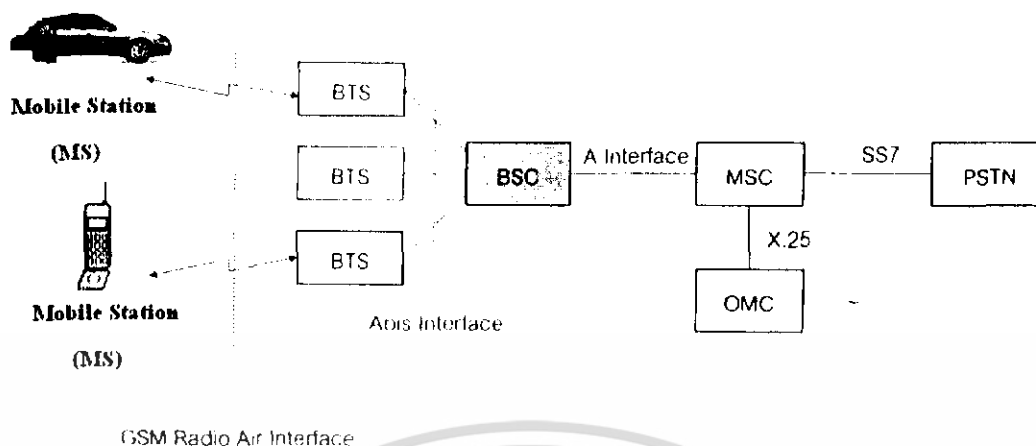 BTS
Mobile Station
(MS)
BTS
BSC
A Interface
MSC
SS7
PSTN
BTS
X.25
OMC
Mobile Station
(MS)
Abis Interface
GSM Radio Air Interface